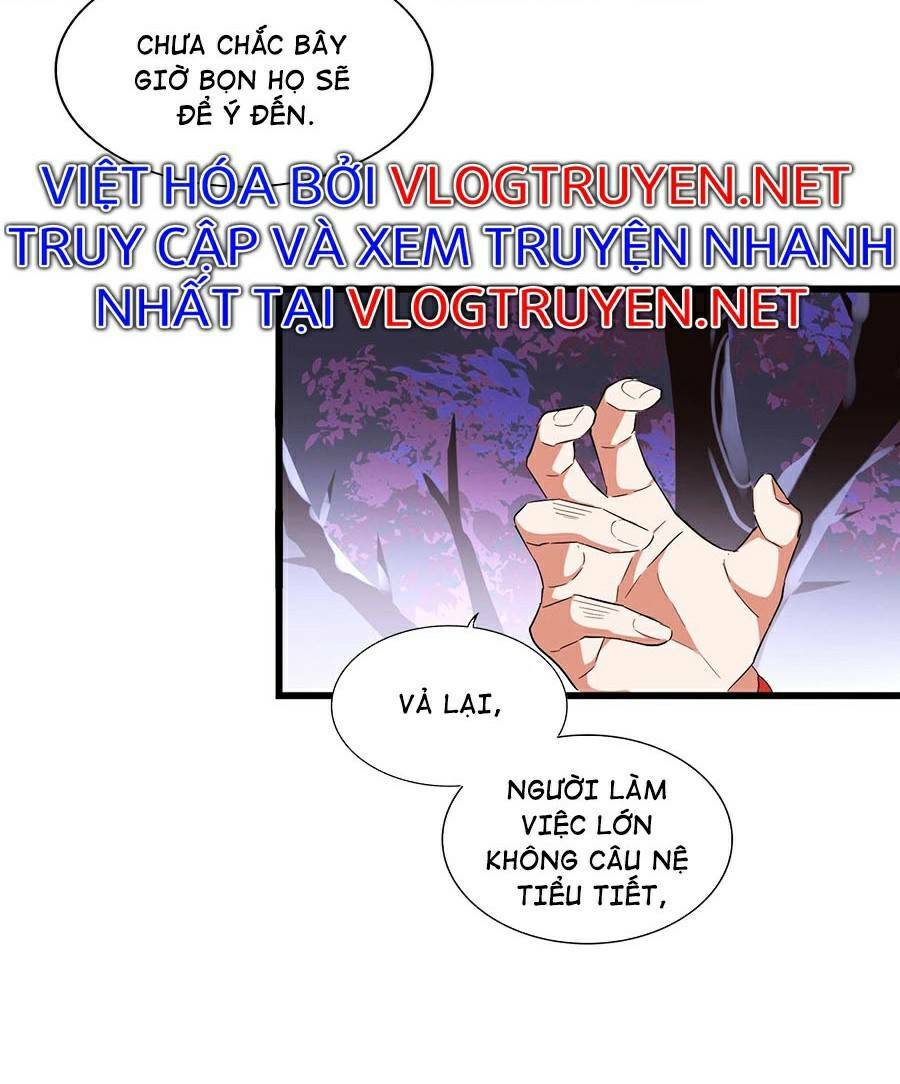 CHƯA CHẮC BÂY
GIỜ BỌN HỌ SẼ
ĐỂ Ý ĐẾN.
VIỆT HÓA BỞI VLOGTRUYEN.NET
TRUY CẬP VÀ XEM TRUYỆN NHANH
NHẤT TẠI VLOGTRUYEN.NET
VẢ LẠI,
NGƯỜI LÀM
VIỆC LỚN
KHÔNG CÂU NỆ
TIỂU TIẾT,